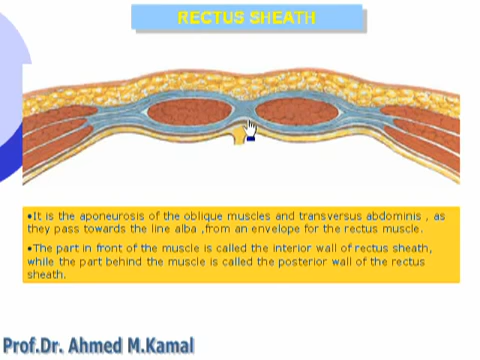 RECTUS SHEATH
•It is the aponeurosis of the oblique muscles and transversus abdominis , as
they pass towards the line alba ,from an envelope for the rectus muscle.
•The part in front of the muscle is called the interior wall of rectus sheath,
while the part behind the muscle is called the posterior wall of the rectus
sheath.
Prof.Dr. Ahmed M.Kamal